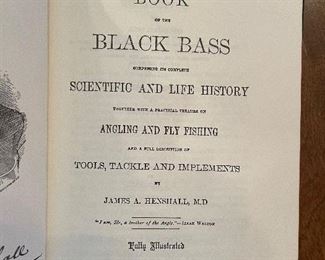 BOOK
OF THE
BLACK BASS
COMPRISING ITS COMPLETE
SCIENTIFIC AND LIFE HISTORY
TOGETHER WITH A PRACTICAL TREATISE ON
ANGLING AND FLY FISHING
AND A FULL DESCRIPTION OF
TOOLS, TACKLE AND IMPLEMENTS
BY
JAMES A. HENSHALL, M.D
"I am, Sir, a brother of the Angle."—IZAAK WALTON
Fully Illustrated